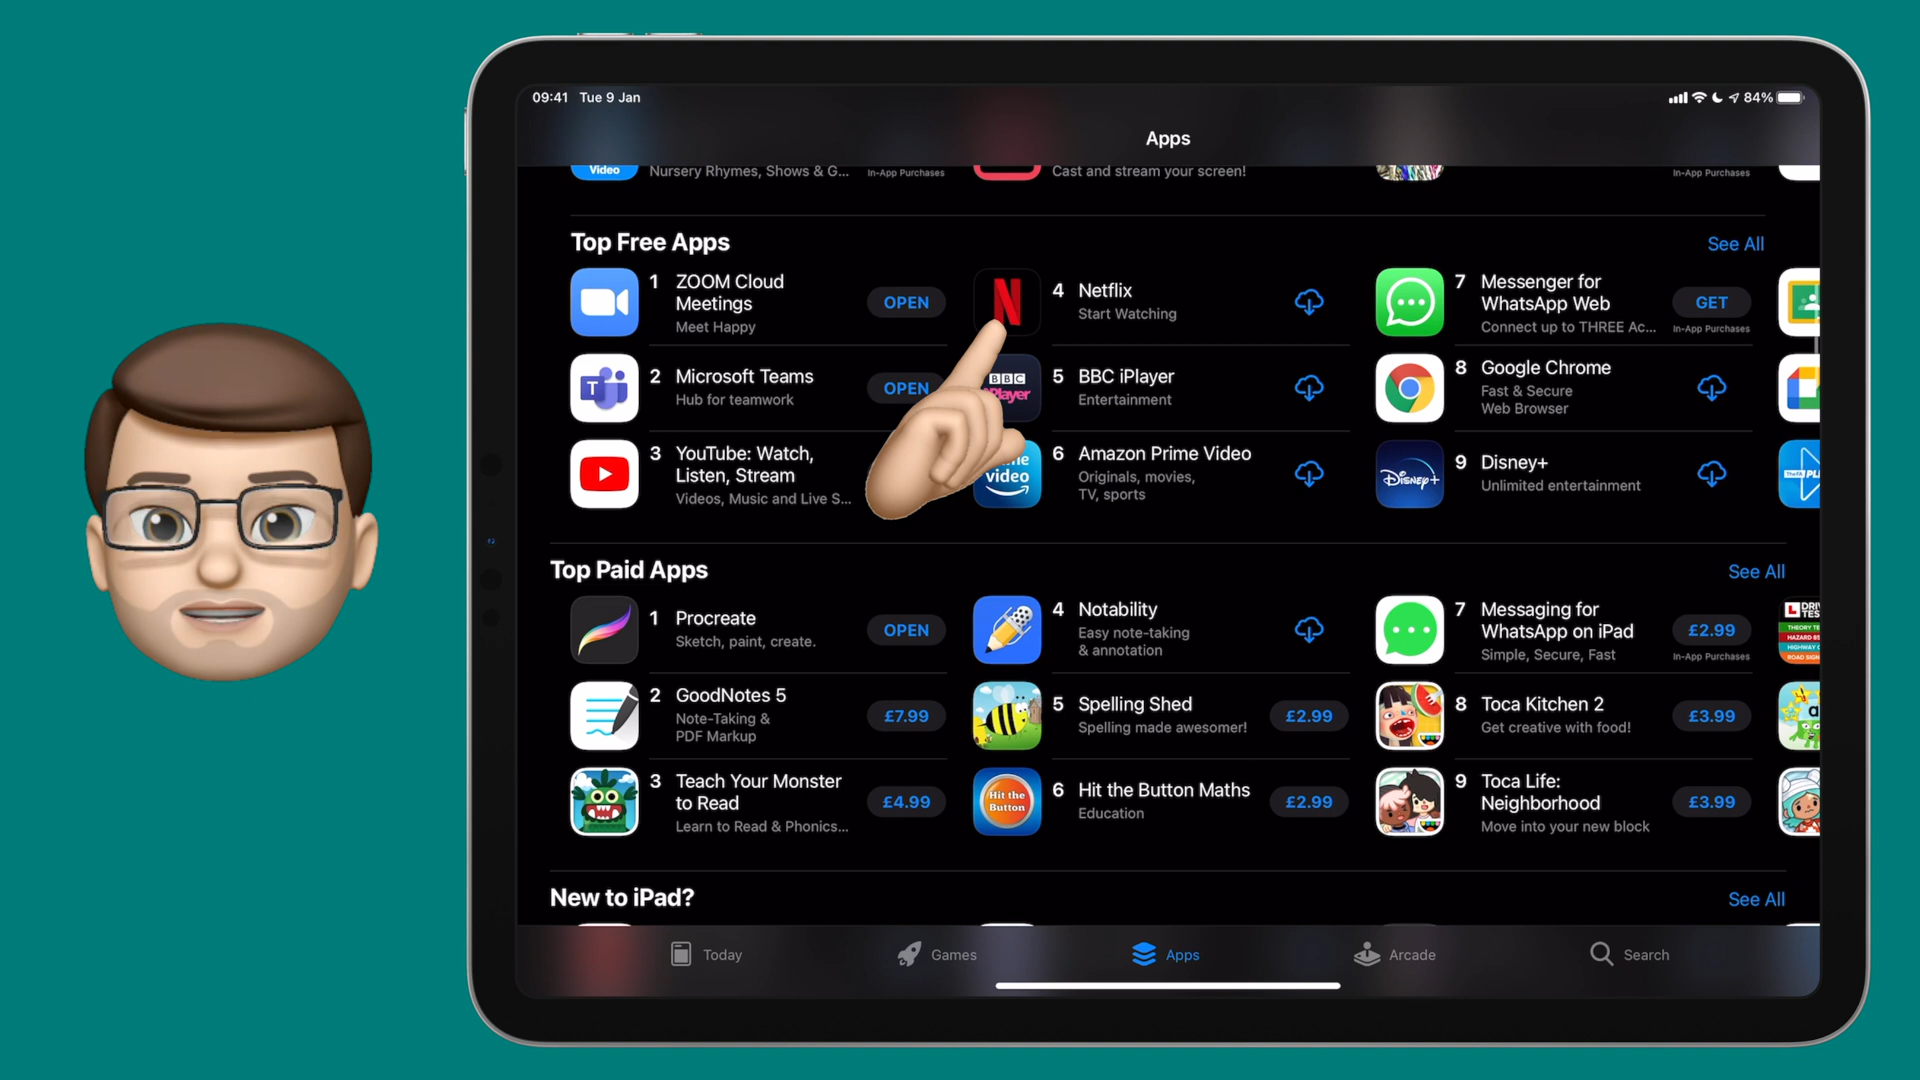 09:41 Tue 9 Jan
84%
Apps
Video
Nursery Rhymes, Shows & G...
In-App Purchases
Cast and stream your screen!
In-App Purchases
Top Free Apps
See All
1 ZOOM Cloud
Meetings
Meet Happy
OPEN
2 Microsoft Teams
Hub for teamwork
OPEN
T
3 YouTube: Watch,
Listen, Stream
Videos, Music and Live S...
N
4 Netflix
Start Watching
BBC
5 BBC iPlayer
Entertainment
video
6 Amazon Prime Video
Originals, movies,
TV, sports
7 Messenger for
WhatsApp Web
Connect up to THREE Ac...
GET
In-App Purchases
8 Google Chrome
Fast & Secure
Web Browser
Disney+
9 Disney+
Unlimited entertainment
Top Paid Apps
See All
1 Procreate
Sketch, paint, create.
OPEN
2 GoodNotes 5
Note-Taking &
PDF Markup
£7.99
3 Teach Your Monster
to Read
Learn to Read & Phonics...
£4.99
4 Notability
Easy note-taking
& annotation
5 Spelling Shed
Spelling made awesomer!
£2.99
Hit the
Button
6 Hit the Button Maths
Education
£2.99
7 Messaging for
WhatsApp on iPad
Simple, Secure, Fast
£2.99
In-App Purchases
8 Toca Kitchen 2
Get creative with food!
£3.99
9 Toca Life:
Neighborhood
Move into your new block
£3.99
New to iPad?
See All
Today
Games
Apps
Arcade
Search